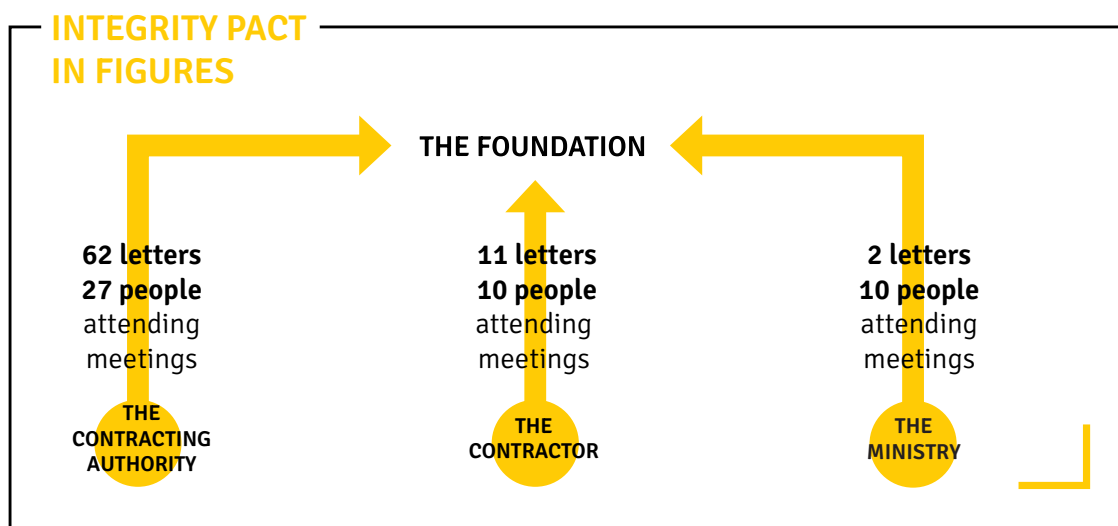 INTEGRITY PACT
IN FIGURES
THE FOUNDATION
62 letters
27 people
attending
meetings
11 letters
10 people
attending
meetings
2 letters
10 people
attending
meetings
THE
CONTRACTING
AUTHORITY
THE
CONTRACTOR
THE
MINISTRY